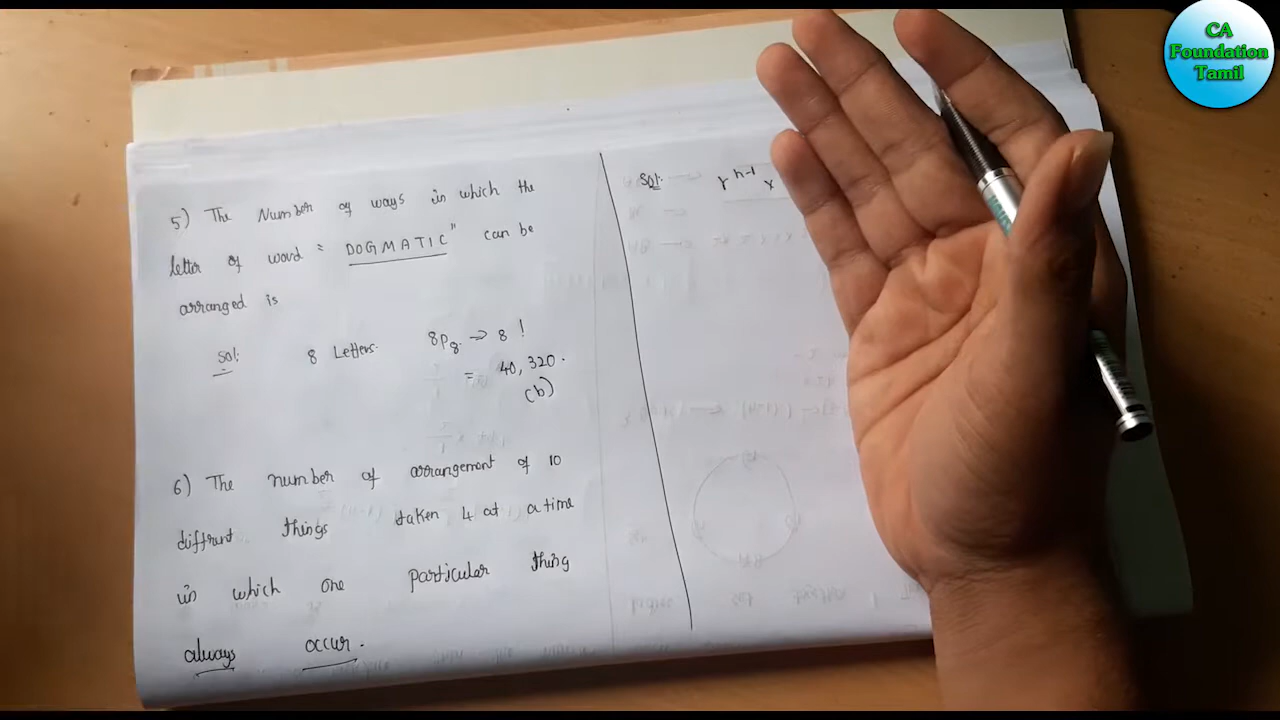 CA
Foundation
Tamil
5) The Number of ways in which the
letter of word " DOGMATIC" can be
arranged is
Sol: 8 Letters. 8P8. → 8 !
= 40, 320.
(b)
6) The number of arrangement of 10
diffrant things taken 4 at a time
in which one particular thing
always occur.
Sol: r n-1 x